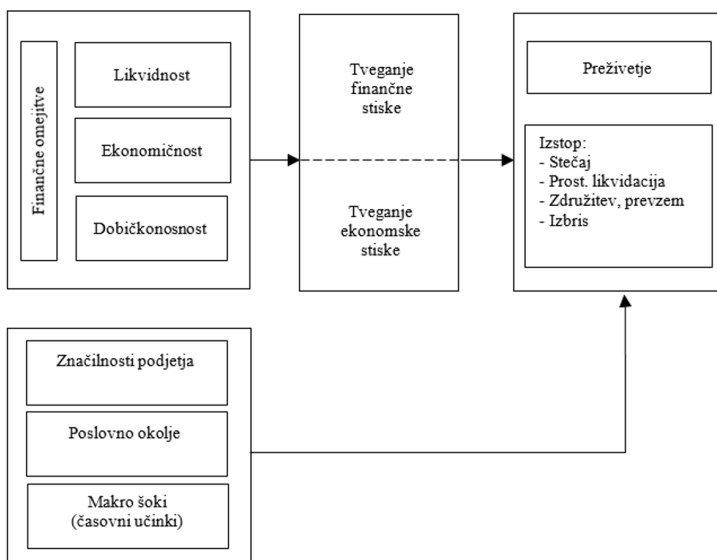 Finančne omejitve
Likvidnost
Ekonomičnost
Dobičkonosnost
Tveganje
finančne
stiske
Tveganje
ekonomske
stiske
Preživetje
Izstop:
- Stečaj
- Prost. likvidacija
- Združitev, prevzem
- Izbris
Značilnosti podjetja
Poslovno okolje
Makro šoki
(časovni učinki)